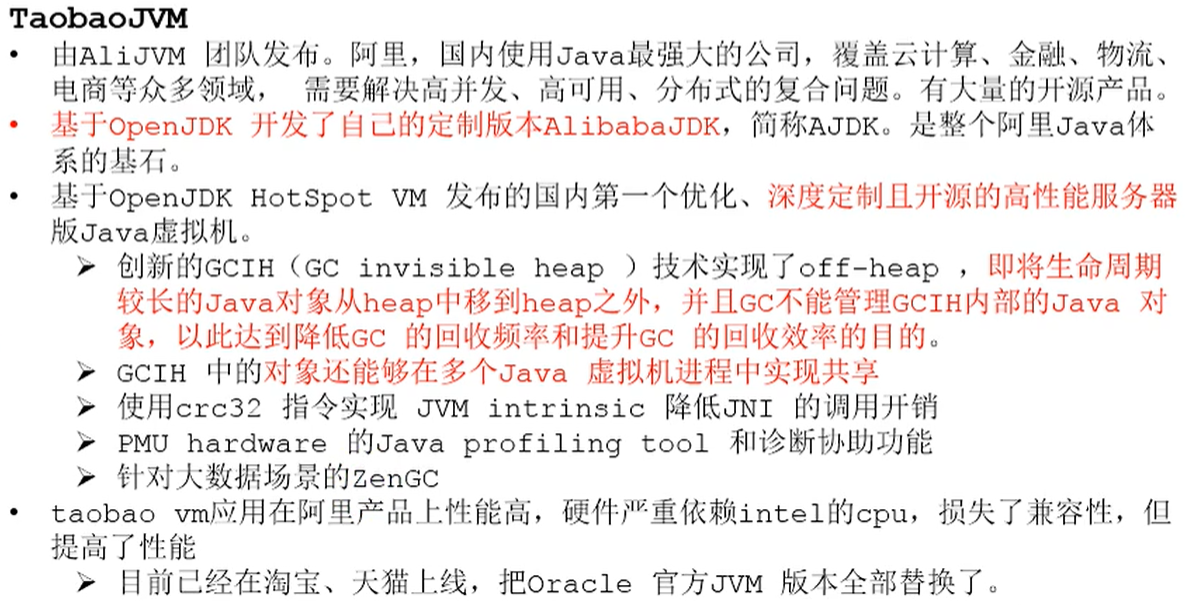 TaobaoJVM
• 由AliJVM 团队发布。阿里，国内使用Java最强大的公司，覆盖云计算、金融、物流、
电商等众多领域， 需要解决高并发、高可用、分布式的复合问题。有大量的开源产品。
• 基于OpenJDK 开发了自己的定制版本AlibabaJDK，简称AJDK。是整个阿里Java体
系的基石。
• 基于OpenJDK HotSpot VM 发布的国内第一个优化、深度定制且开源的高性能服务器
版Java虚拟机。
➢ 创新的GCIH（GC invisible heap ）技术实现了off-heap ，即将生命周期
较长的Java对象从heap中移到heap之外，并且GC不能管理GCIH内部的Java 对
象，以此达到降低GC 的回收频率和提升GC 的回收效率的目的。
➢ GCIH 中的对象还能够在多个Java 虚拟机进程中实现共享
➢ 使用crc32 指令实现 JVM intrinsic 降低JNI 的调用开销
➢ PMU hardware 的Java profiling tool 和诊断协助功能
➢ 针对大数据场景的ZenGC
• taobao vm应用在阿里产品上性能高，硬件严重依赖intel的cpu，损失了兼容性，但
提高了性能
➢ 目前已经在淘宝、天猫上线，把Oracle 官方JVM 版本全部替换了。